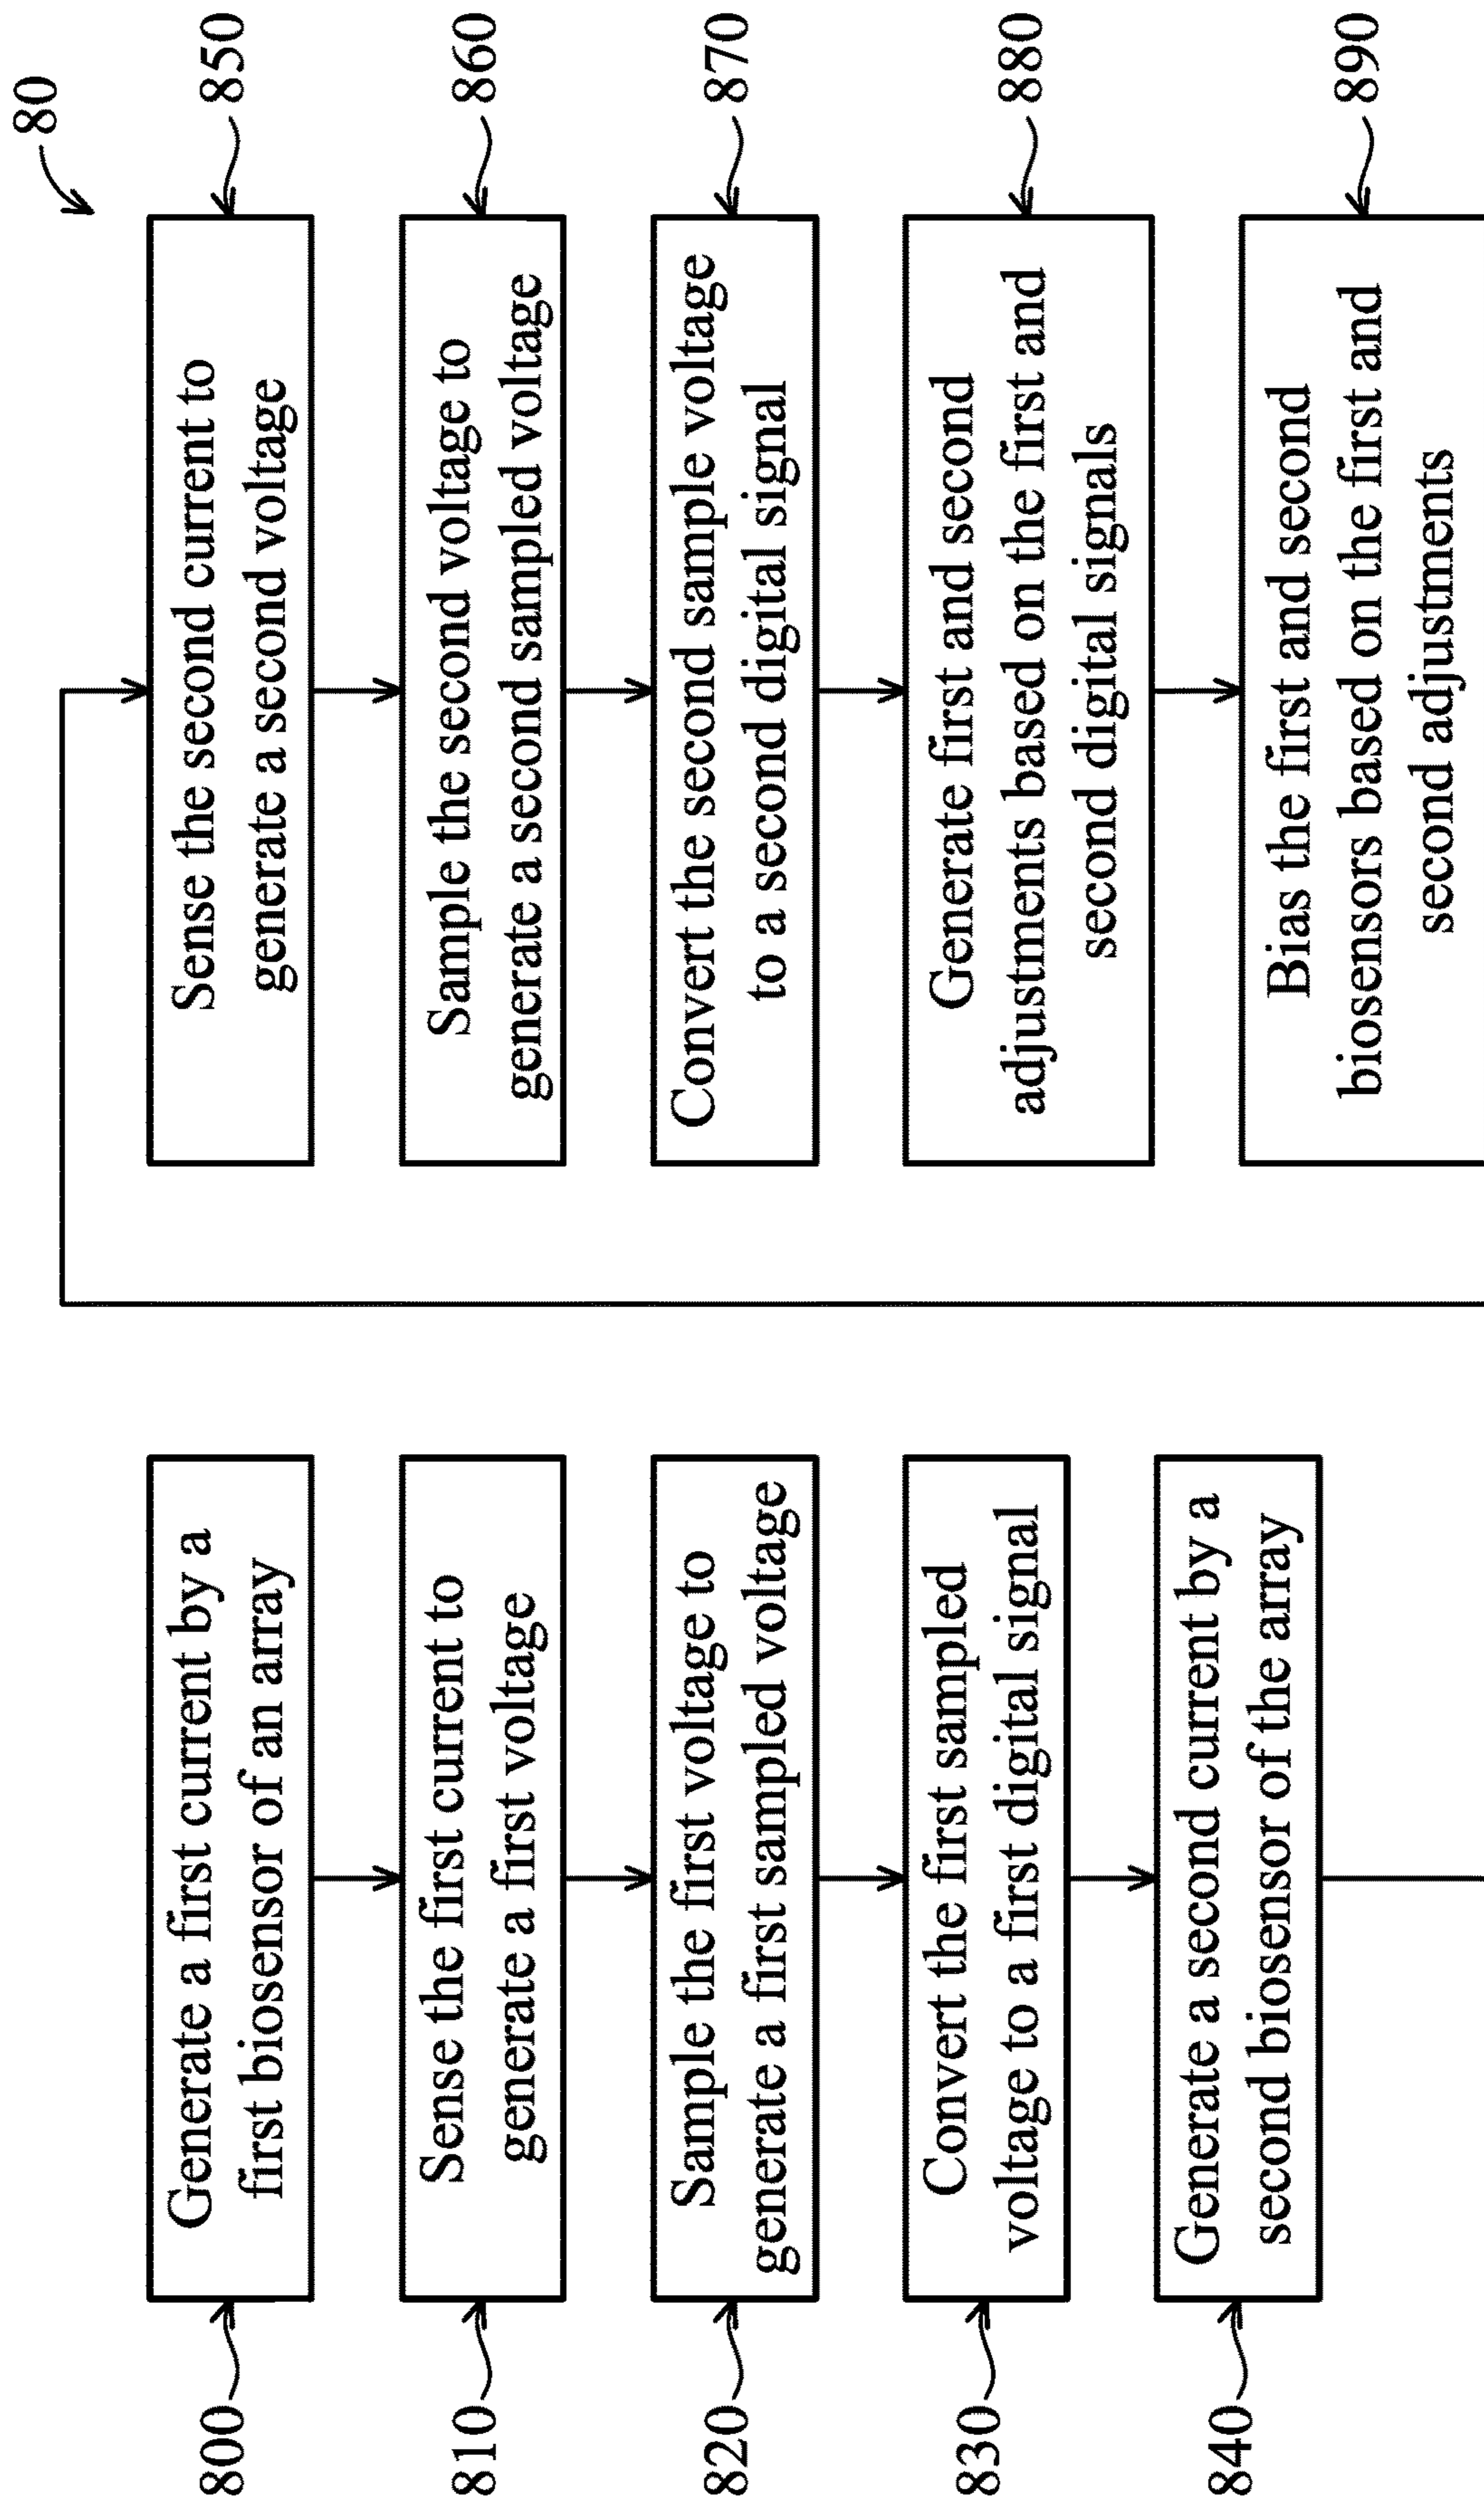 80
800
Generate a first current by a
first biosensor of an array
810
Sense the first current to
generate a first voltage
820
Sample the first voltage to
generate a first sampled voltage
830
Convert the first sampled
voltage to a first digital signal
840
Generate a second current by a
second biosensor of the array
Sense the second current to
generate a second voltage
850
Sample the second voltage to
generate a second sampled voltage
860
Convert the second sample voltage
to a second digital signal
870
Generate first and second
adjustments based on the first and
second digital signals
880
Bias the first and second
biosensors based on the first and
second adjustments
890